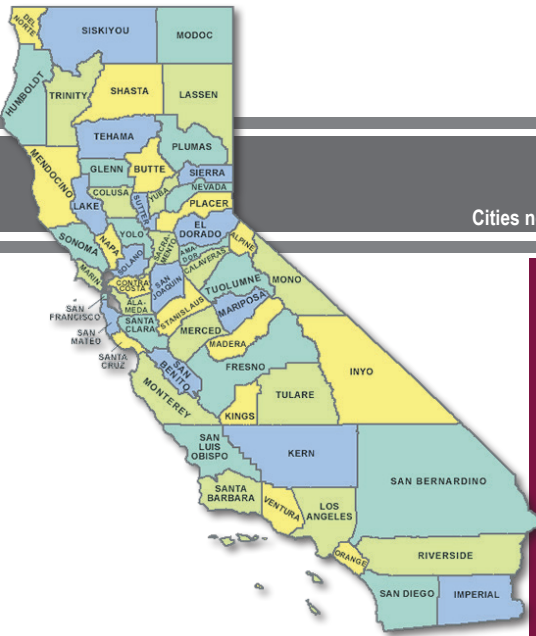 DEL
NORTE
SISKIYOU
MODOC
HUMBOLDT
TRINITY
SHASTA
LASSEN
TEHAMA
PLUMAS
MENDOCINO
GLENN
BUTTE
SIERRA
NEVADA
COLUSA
YUBA
PLACER
LAKE
SUTTER
EL
DORADO
Cities n
SONOMA
NAPA
YOLO
SACRA-
MENTO
AMA-
DOR
ALPINE
SOLANO
CALAVERAS
MARIN
CONTRA
COSTA
SAN
JOAQUIN
TUOLUMNE
MONO
SAN
FRANCISCO
ALA-
MEDA
STANISLAUS
MARIPOSA
SAN
MATEO
SANTA
CLARA
MERCED
MADERA
SANTA
CRUZ
SAN
BENITO
FRESNO
INYO
MONTEREY
KINGS
TULARE
SAN
LUIS
OBISPO
KERN
SAN BERNARDINO
SANTA
BARBARA
VENTURA
LOS
ANGELES
ORANGE
RIVERSIDE
SAN DIEGO
IMPERIAL